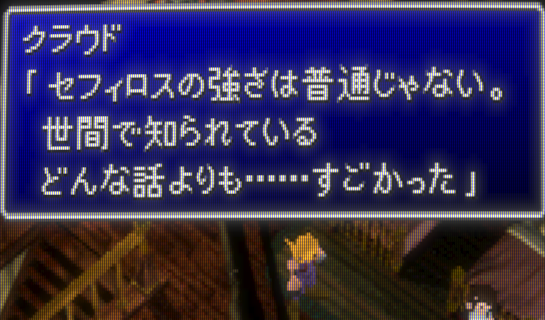 クラウド
「セフィロスの強さは普通じゃない。
世間で知られている
どんな話よりも……すごかった」